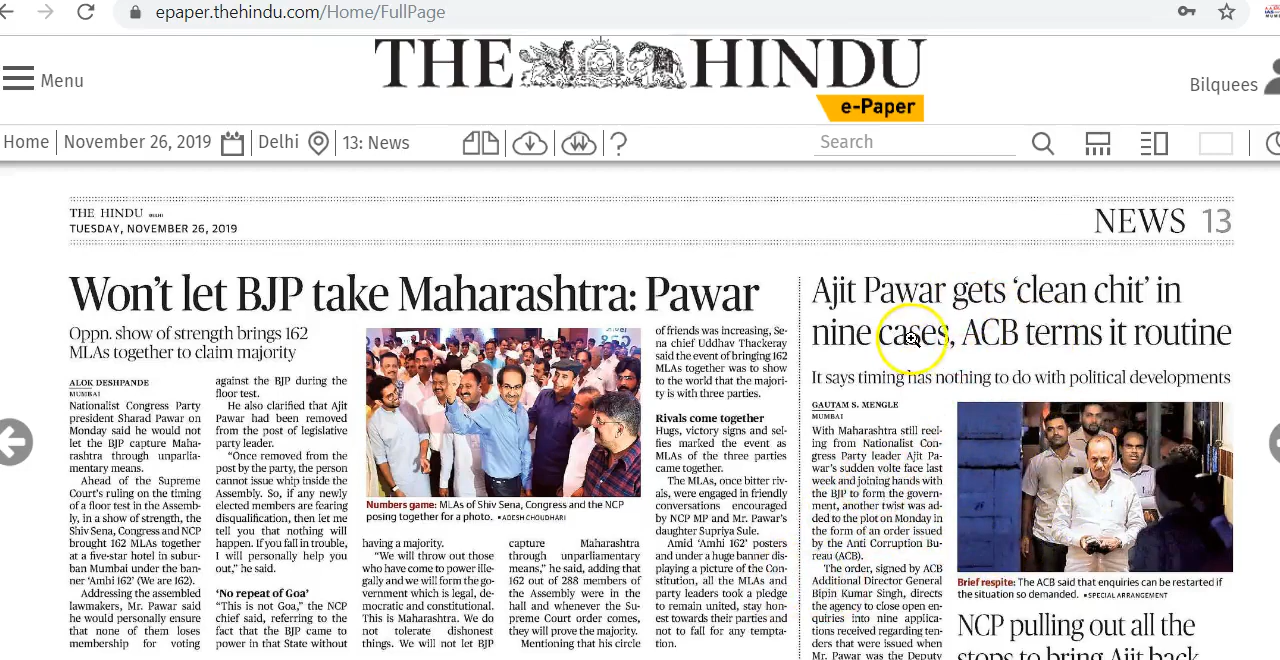 epaper.thehindu.com/Home/FullPage
THE HINDU
e-Paper
Menu
Bilquees
Home
November 26, 2019
Delhi
13: News
?
Search
THE HINDU
TUESDAY, NOVEMBER 26, 2019
NEWS 13
Won't let BJP take Maharashtra: Pawar
Oppn. show of strength brings 162
MLAs together to claim majority
ALOK DESHPANDE
MUMBAI
Nationalist Congress Party
president Sharad Pawar on
Monday said he would not
let the BJP capture Maha-
rashtra through unparlia-
mentary means.
Ahead of the Supreme
Court's ruling on the timing
of a floor test in the Assemb-
ly, in a show of strength, the
Shiv Sena, Congress and NCP
brought 162 MLAs together
at a five-star hotel in subur-
ban Mumbai under the ban-
ner 'Amhi 162' (We are 162).
Addressing the assembled
lawmakers, Mr. Pawar said
he would personally ensure
that none of them loses
membership for voting
against the BJP during the
floor test.
He also clarified that Ajit
Pawar had been removed
from the post of legislative
party leader.
“Once removed from the
post by the party, the person
cannot issue whip inside the
Assembly. So, if any newly
elected members are fearing
disqualification, then let me
tell you that nothing will
happen. If you fall in trouble,
I will personally help you
out,” he said.
‘No repeat of Goa’
“This is not Goa,” the NCP
chief said, referring to the
fact that the BJP came to
power in that State without
Numbers game: MLAs of Shiv Sena, Congress and the NCP
posing together for a photo. ▪ADESH CHOUDHARI
having a majority.
“We will throw out those
who have come to power ille-
gally and we will form the go-
vernment which is legal, de-
mocratic and constitutional.
This is Maharashtra. We do
not tolerate dishonest
things. We will not let BJP
capture Maharashtra
through unparliamentary
means,” he said, adding that
162 out of 288 members of
the Assembly were in the
hall and whenever the Su-
preme Court order comes,
they will prove the majority.
Mentioning that his circle
of friends was increasing, Se-
na chief Uddhav Thackeray
said the event of bringing 162
MLAs together was to show
to the world that the majori-
ty is with three parties.
Rivals come together
Hugs, victory signs and sel-
fies marked the event as
MLAs of the three parties
came together.
The MLAs, once bitter riv-
als, were engaged in friendly
conversations encouraged
by NCP MP and Mr. Pawar's
daughter Supriya Sule.
Amid ‘Amhi 162’ posters
and under a huge banner dis-
playing a picture of the Con-
stitution, all the MLAs and
party leaders took a pledge
to remain united, stay hon-
est towards their parties and
not to fall for any tempta-
tion.
Ajit Pawar gets ‘clean chit’ in
nine cases, ACB terms it routine
It says timing has nothing to do with political developments
GAUTAM S. MENGLE
MUMBAI
With Maharashtra still reel-
ing from Nationalist Con-
gress Party leader Ajit Pa-
war's sudden volte face last
week and joining hands with
the BJP to form the govern-
ment, another twist was ad-
ded to the plot on Monday in
the form of an order issued
by the Anti Corruption Bu-
reau (ACB).
The order, signed by ACB
Additional Director General
Bipin Kumar Singh, directs
the agency to close open en-
quiries into nine applica-
tions received regarding ten-
ders that were issued when
Mr. Pawar was the Deputy
Brief respite: The ACB said that enquiries can be restarted if
the situation so demanded. ▪SPECIAL ARRANGEMENT
NCP pulling out all the
stops to bring Ajit back